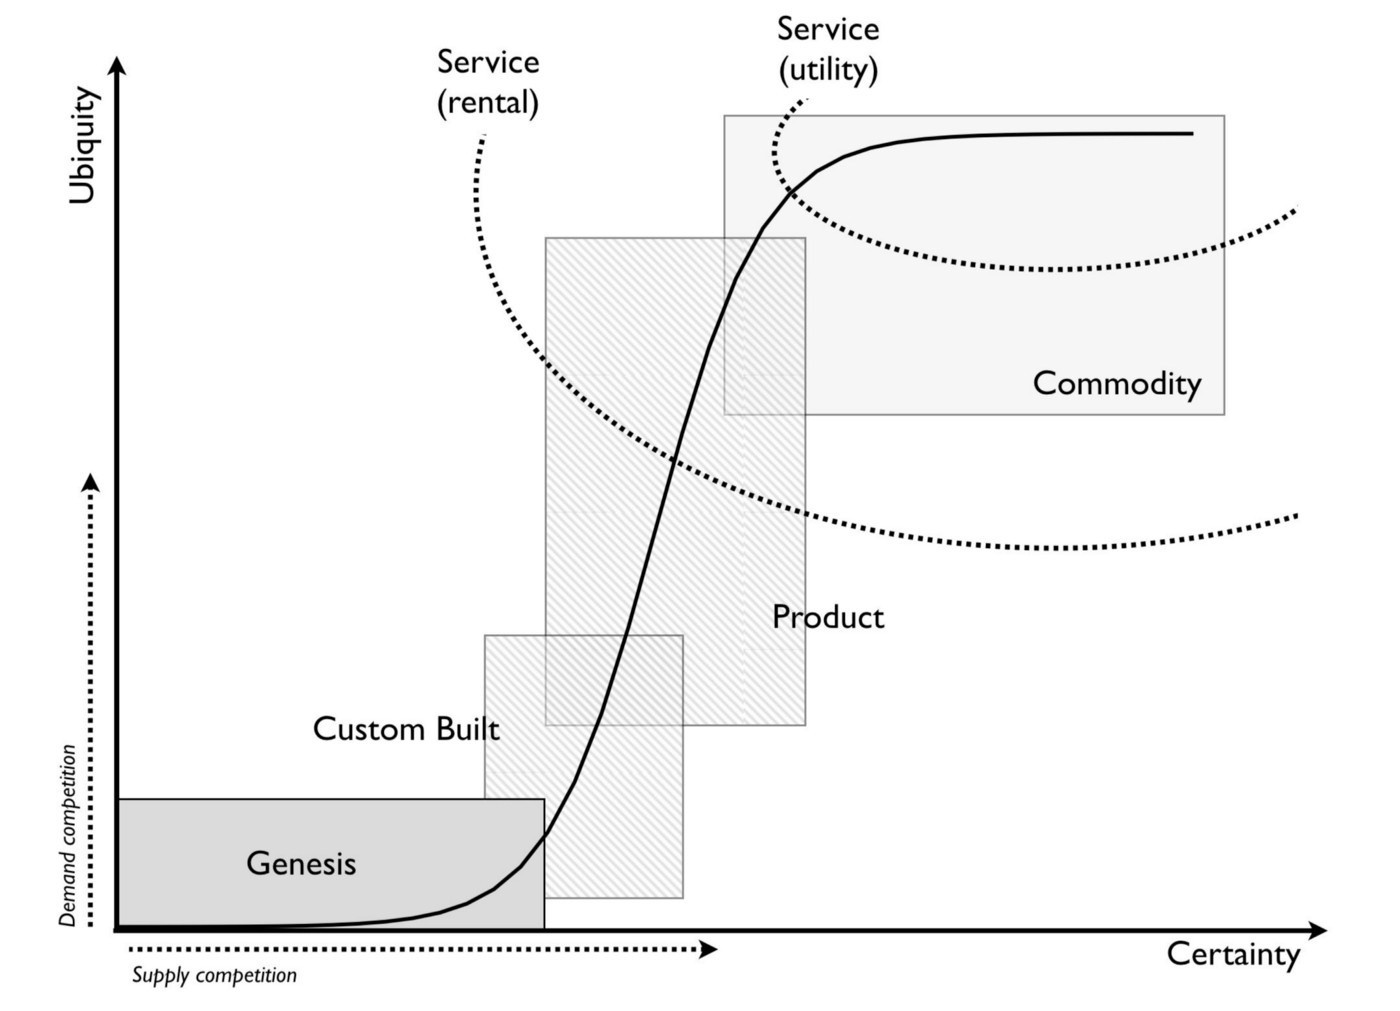 Service
(utility)
Service
(rental)
Ubiquity
Commodity
Product
Custom Built
Genesis
Demand competition
Certainty
Supply competition